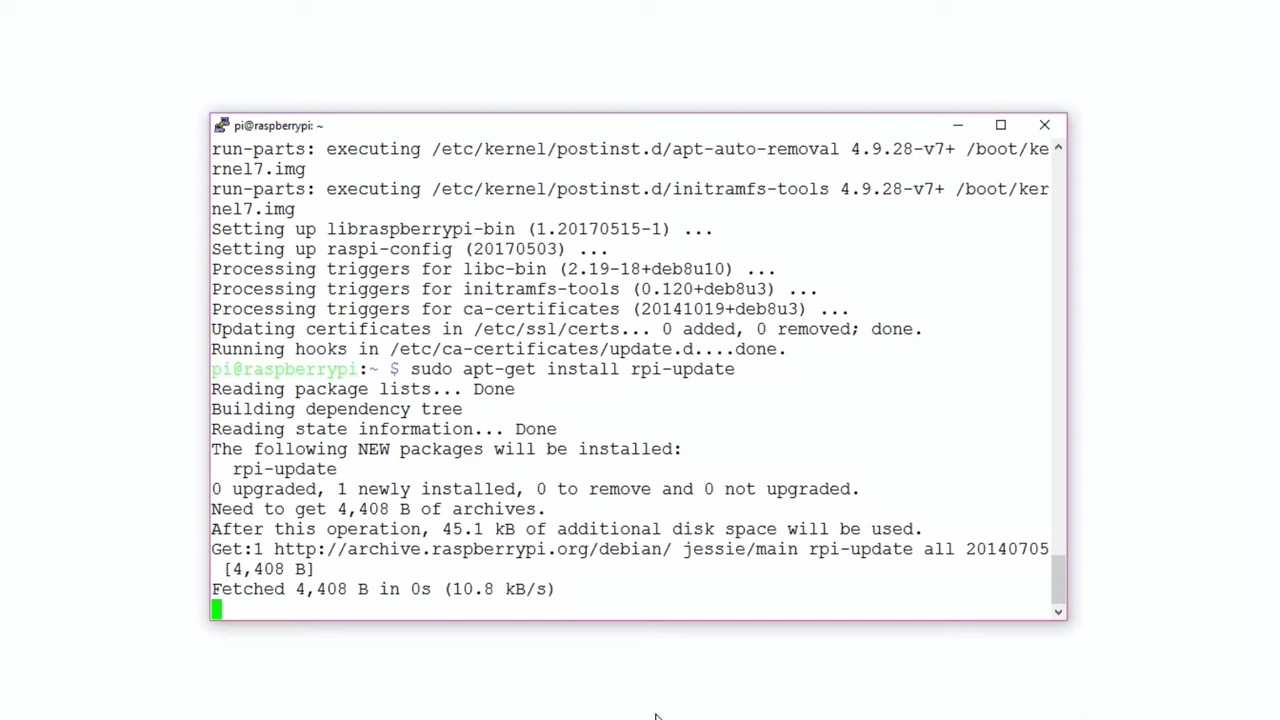 pi@raspberrypi: ~
run-parts: executing /etc/kernel/postinst.d/apt-auto-removal 4.9.28-v7+ /boot/ke
rnel7.img
run-parts: executing /etc/kernel/postinst.d/initramfs-tools 4.9.28-v7+ /boot/ker
nel7.img
Setting up libraspberrypi-bin (1.20170515-1) ...
Setting up raspi-config (20170503) ...
Processing triggers for libc-bin (2.19-18+deb8u10) ...
Processing triggers for initramfs-tools (0.120+deb8u3) ...
Processing triggers for ca-certificates (20141019+deb8u3) ...
Updating certificates in /etc/ssl/certs... 0 added, 0 removed; done.
Running hooks in /etc/ca-certificates/update.d....done.
pi@raspberrypi:~ $ sudo apt-get install rpi-update
Reading package lists... Done
Building dependency tree
Reading state information... Done
The following NEW packages will be installed:
  rpi-update
0 upgraded, 1 newly installed, 0 to remove and 0 not upgraded.
Need to get 4,408 B of archives.
After this operation, 45.1 kB of additional disk space will be used.
Get:1 http://archive.raspberrypi.org/debian/ jessie/main rpi-update all 20140705
 [4,408 B]
Fetched 4,408 B in 0s (10.8 kB/s)